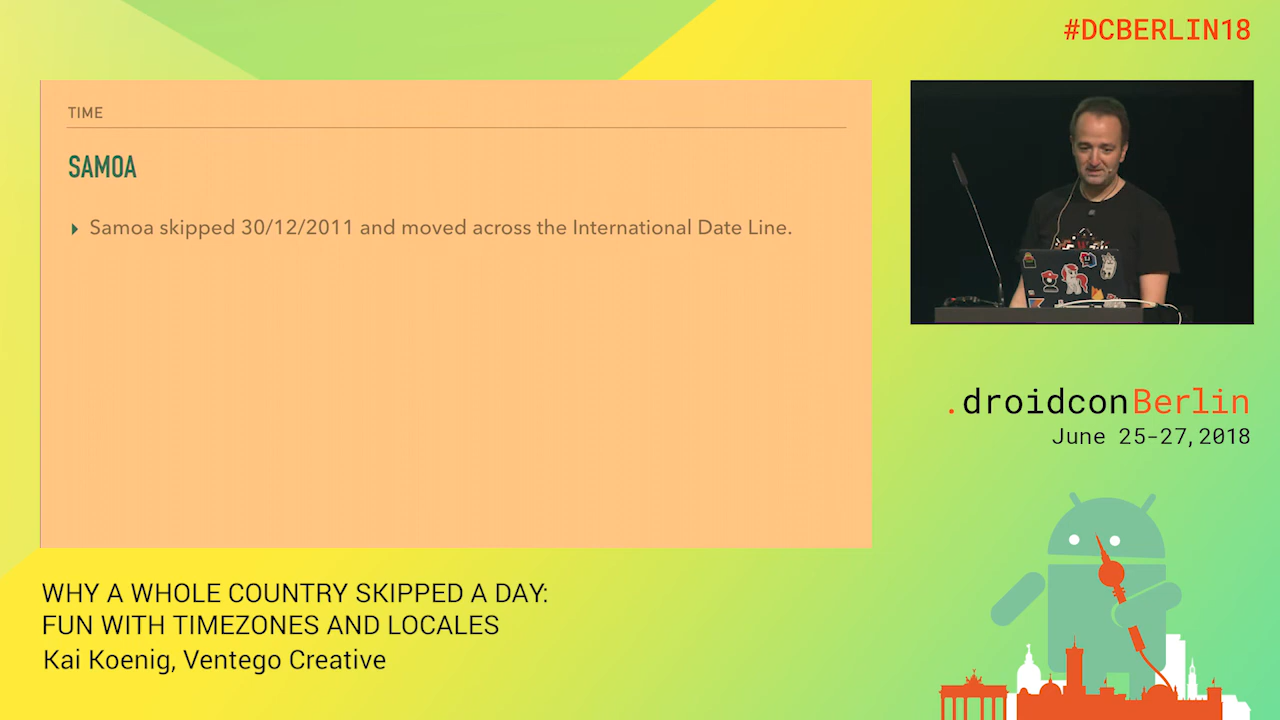 #DCBERLIN18
TIME
SAMOA
Samoa skipped 30/12/2011 and moved across the International Date Line.
.droidconBerlin
June 25-27,2018
WHY A WHOLE COUNTRY SKIPPED A DAY:
FUN WITH TIMEZONES AND LOCALES
Kai Koenig, Ventego Creative